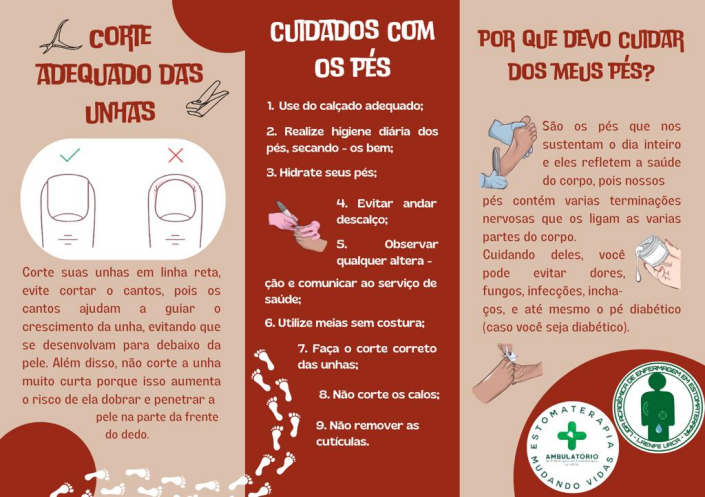 CORTE
ADEQUADO DAS
UNHAS
Corte suas unhas em linha reta,
evite cortar o cantos, pois os
cantos ajudam a guiar o
crescimento da unha, evitando que
se desenvolvam para debaixo da
pele. Além disso, não corte a unha
muito curta porque isso aumenta
o risco de ela dobrar e penetrar a
pele na parte da frente
do dedo.
CUIDADOS COM
OS PÉS
1. Use do calçado adequado;
2. Realize higiene diária dos
pés, secando - os bem;
3. Hidrate seus pés;
4. Evitar andar
descalço;
5. Observar
qualquer altera -
ção e comunicar ao serviço de
saúde;
6. Utilize meias sem costura;
7. Faça o corte correto
das unhas;
8. Não corte os calos;
9. Não remover as
cutículas.
POR QUE DEVO CUIDAR
DOS MEUS PÉS?
São os pés que nos
sustentam o dia inteiro
e eles refletem a saúde
do corpo, pois nossos
pés contém varias terminações
nervosas que os ligam as varias
partes do corpo.
Cuidando deles, você
pode evitar dores,
fungos, infecções, incha-
ços, e até mesmo o pé diabético
(caso você seja diabético).
ESTOMATERAPIA
AMBULATÓRIO
MUDANDO VIDAS
LIGA ACADÊMICA DE ENFERMAGEM EM ESTOMATERAPIA